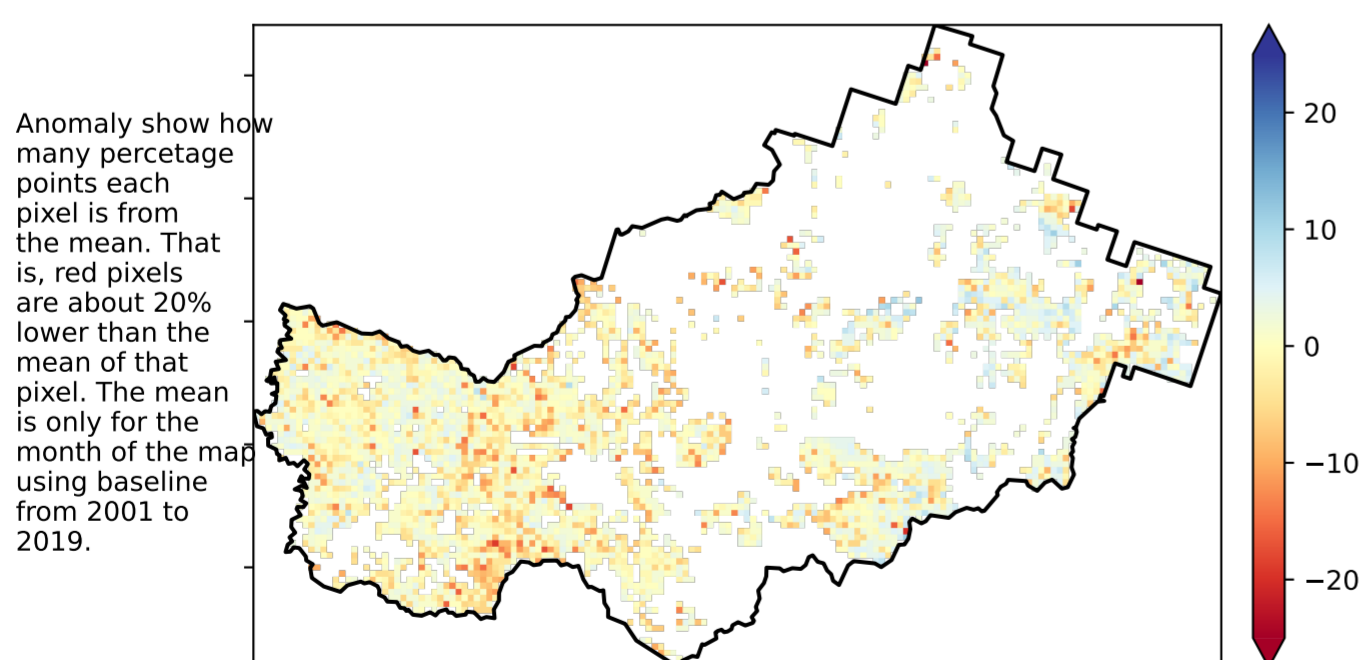 Anomaly show how
many percetage
points each
pixel is from
the mean. That
is, red pixels
are about 20%
lower than the
mean of that
pixel. The mean
is only for the
month of the map
using baseline
from 2001 to
2019.
20
10
0
−10
−20